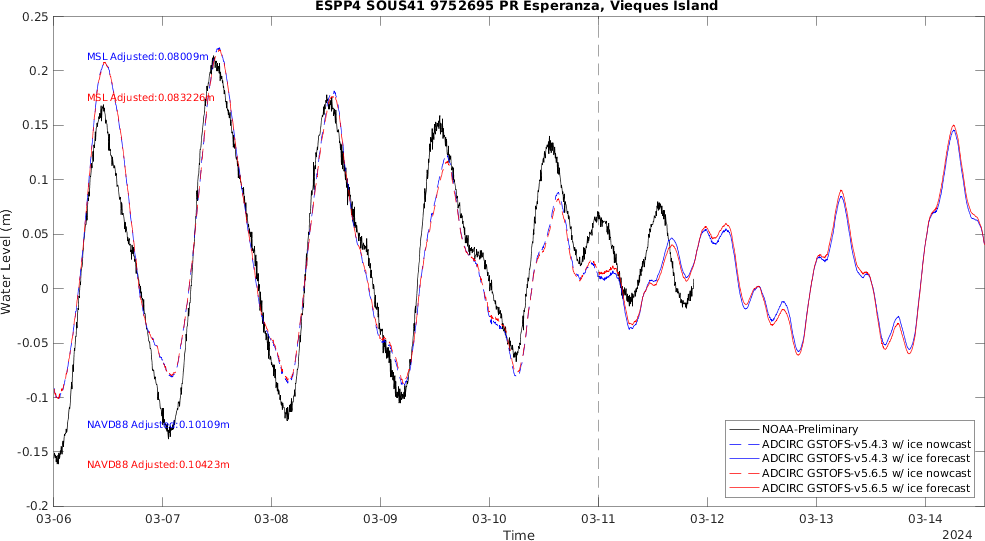 ESPP4 SOUS41 9752695 PR Esperanza, Vieques Island
0.25
0.2
0.15
0.1
0.05
0
-0.05
-0.1
-0.15
-0.2
Water Level (m)
MSL Adjusted:0.08009m
MSL Adjusted:0.083226m
NAVD88 Adjusted:0.10109m
NAVD88 Adjusted:0.10423m
NOAA-Preliminary
ADCIRC GSTOFS-v5.4.3 w/ ice nowcast
ADCIRC GSTOFS-v5.4.3 w/ ice forecast
ADCIRC GSTOFS-v5.6.5 w/ ice nowcast
ADCIRC GSTOFS-v5.6.5 w/ ice forecast
03-06 03-07 03-08 03-09 03-10 03-11 03-12 03-13 03-14
Time
2024